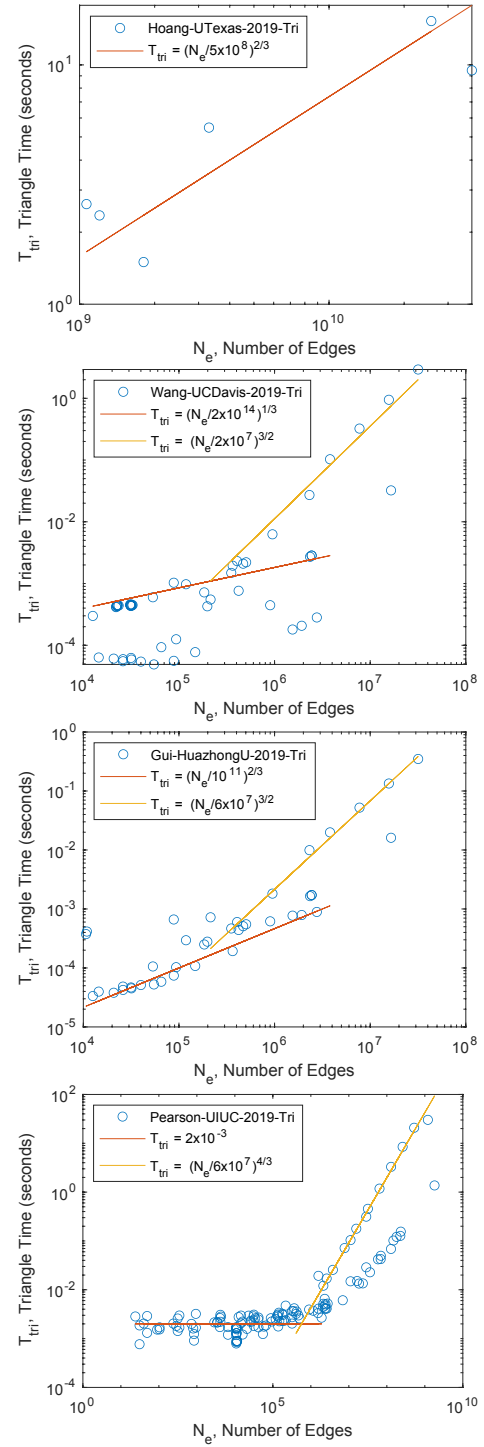 Hoang-UTexas-2019-Tri
T_tri = (N_e/5x10^8)^2/3
10^1
10^0
T_tri, Triangle Time (seconds)
10^9
10^10
N_e, Number of Edges
Wang-UCDavis-2019-Tri
T_tri = (N_e/2x10^14)^1/3
T_tri = (N_e/2x10^7)^3/2
10^0
10^-2
10^-4
T_tri, Triangle Time (seconds)
10^4
10^5
10^6
10^7
10^8
N_e, Number of Edges
Gui-HuazhongU-2019-Tri
T_tri = (N_e/10^11)^2/3
T_tri = (N_e/6x10^7)^3/2
10^0
10^-1
10^-2
10^-3
10^-4
10^-5
T_tri, Triangle Time (seconds)
10^4
10^5
10^6
10^7
10^8
N_e, Number of Edges
Pearson-UIUC-2019-Tri
T_tri = 2x10^-3
T_tri = (N_e/6x10^7)^4/3
10^2
10^0
10^-2
10^-4
T_tri, Triangle Time (seconds)
10^0
10^5
10^10
N_e, Number of Edges